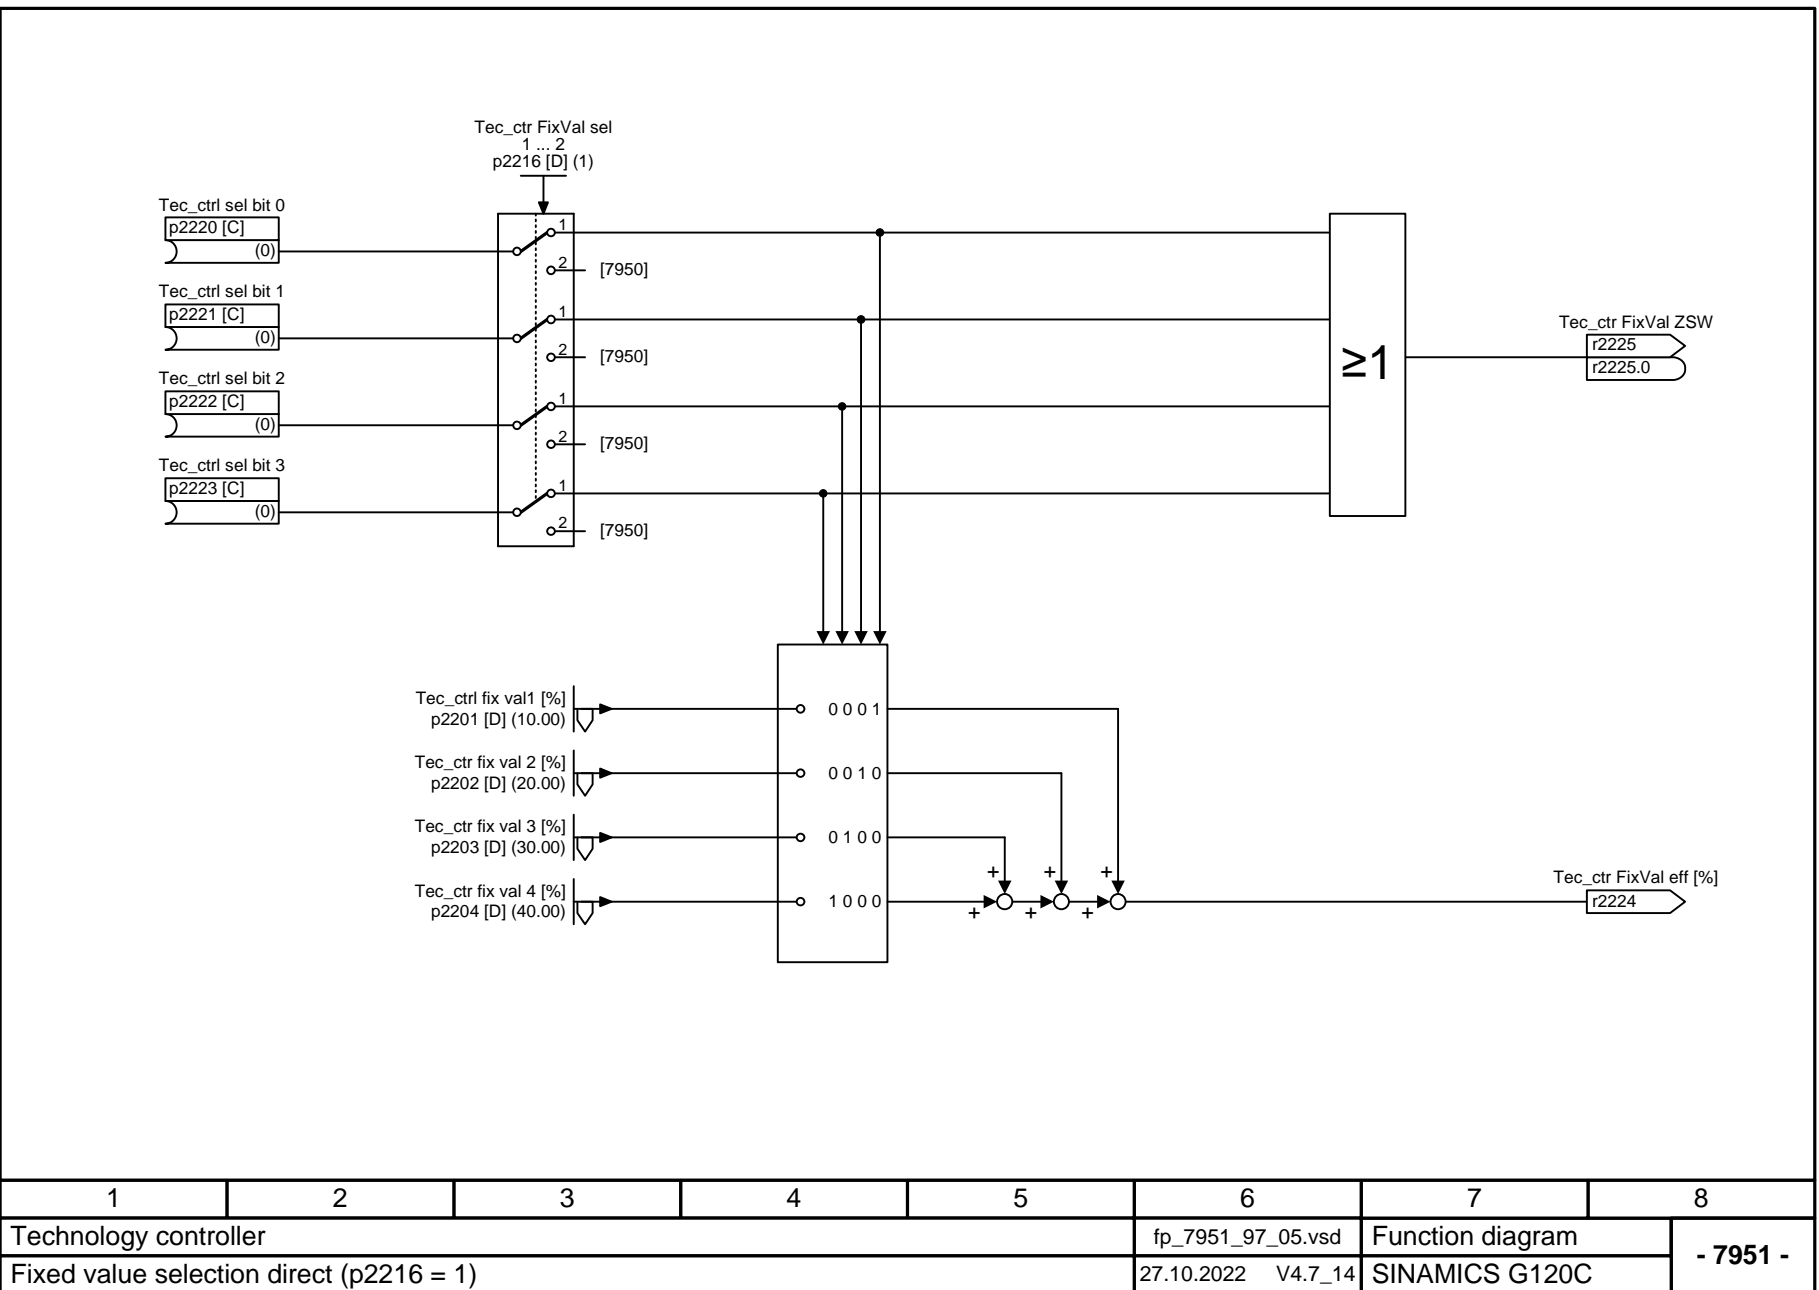 Tec_ctr FixVal sel
1 ... 2
p2216 [D] (1)
Tec_ctrl sel bit 0
p2220 [C]
(0)
1
2
[7950]
Tec_ctrl sel bit 1
p2221 [C]
(0)
1
2
[7950]
Tec_ctr FixVal ZSW
r2225
r2225.0
≥1
Tec_ctrl sel bit 2
p2222 [C]
(0)
1
2
[7950]
Tec_ctrl sel bit 3
p2223 [C]
(0)
1
2
[7950]
Tec_ctrl fix val1 [%]
p2201 [D] (10.00)
0 0 0 1
Tec_ctr fix val 2 [%]
p2202 [D] (20.00)
0 0 1 0
Tec_ctr fix val 3 [%]
p2203 [D] (30.00)
0 1 0 0
Tec_ctr fix val 4 [%]
p2204 [D] (40.00)
1 0 0 0
+ + +
+ + +
Tec_ctr FixVal eff [%]
r2224
1 2 3 4 5 6 7 8
Technology controller
fp_7951_97_05.vsd
Function diagram
- 7951 -
Fixed value selection direct (p2216 = 1)
27.10.2022 V4.7_14
SINAMICS G120C